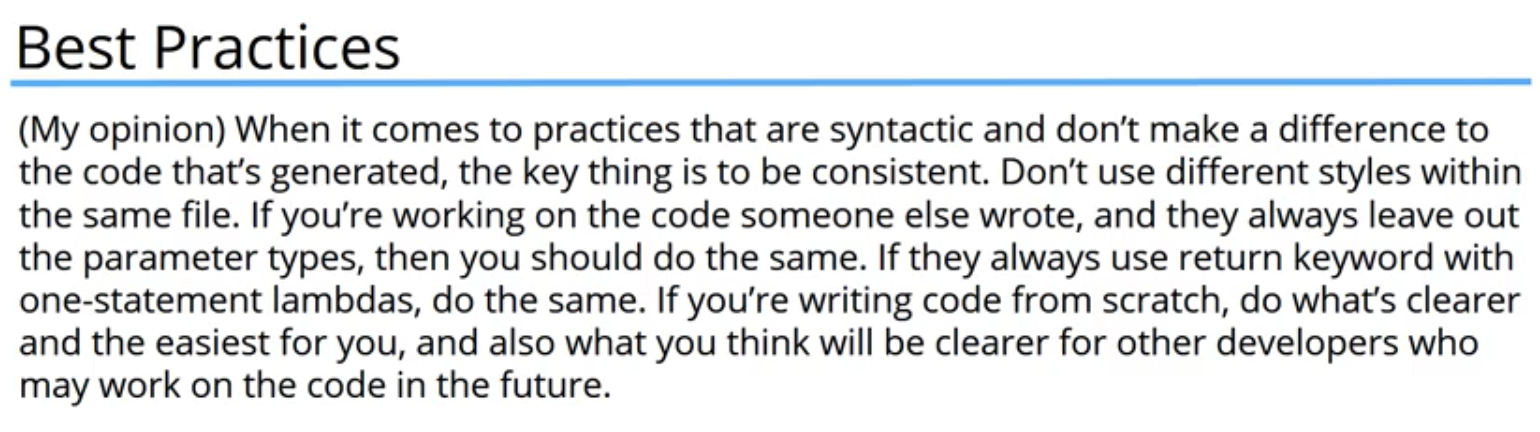 Best Practices
(My opinion) When it comes to practices that are syntactic and don’t make a difference to
the code that’s generated, the key thing is to be consistent. Don’t use different styles within
the same file. If you’re working on the code someone else wrote, and they always leave out
the parameter types, then you should do the same. If they always use return keyword with
one-statement lambdas, do the same. If you’re writing code from scratch, do what’s clearer
and the easiest for you, and also what you think will be clearer for other developers who
may work on the code in the future.